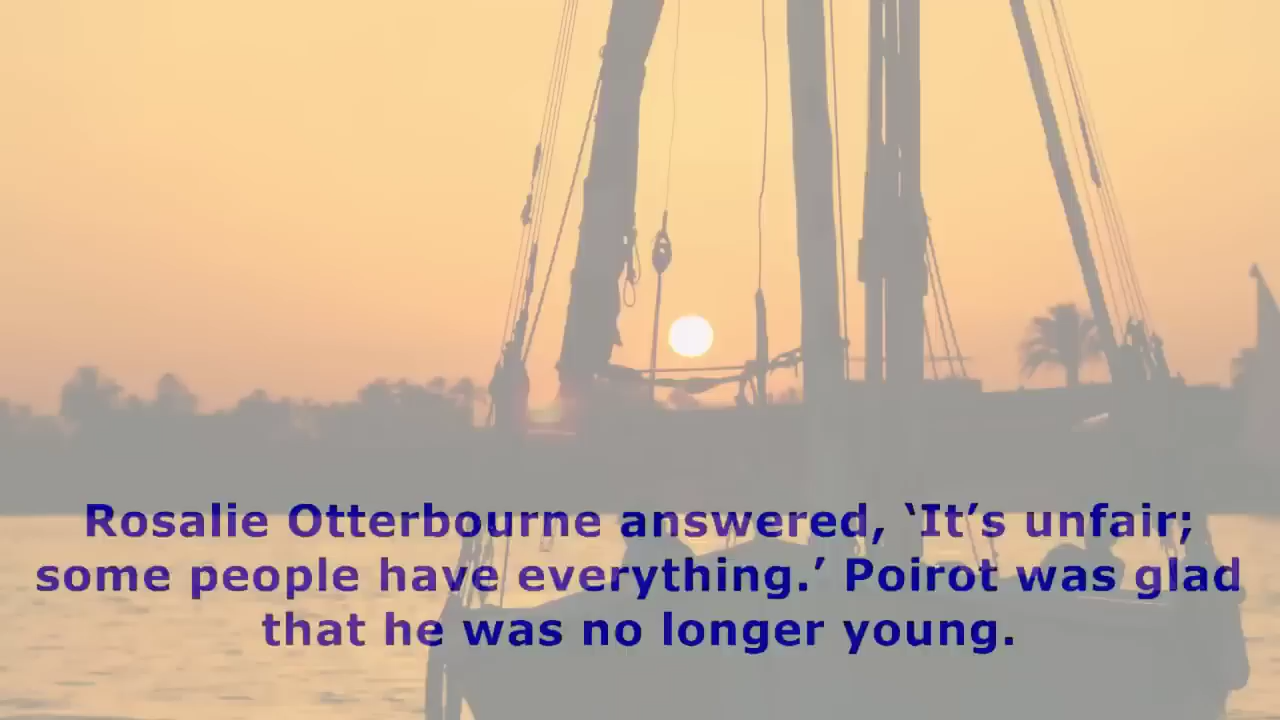 Rosalie Otterbourne answered, ‘It’s unfair;
some people have everything.’ Poirot was glad
that he was no longer young.